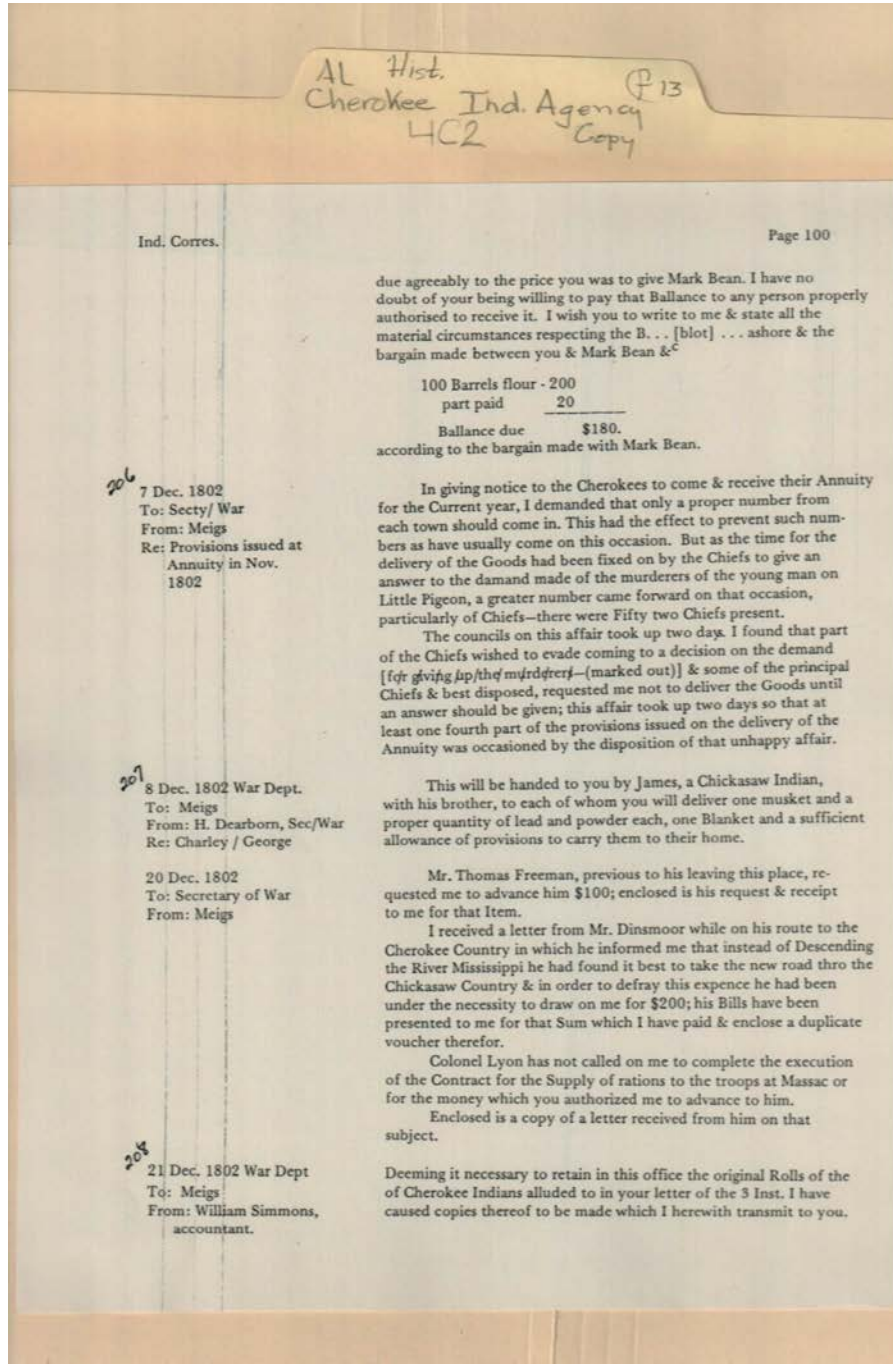 AL Hist. P 13
Cherokee Ind. Agency
4C2 Copy
Ind. Corres.
Page 100
due agreeably to the price you was to give Mark Bean. I have no
doubt of your being willing to pay that Ballance to any person properly
authorised to receive it. I wish you to write to me & state all the
material circumstances respecting the B. . . [blot] . . . ashore & the
bargain made between you & Mark Bean &c
100 Barrels flour - 200
part paid 20
Ballance due $180.
according to the bargain made with Mark Bean.
206
7 Dec. 1802
To: Secty/ War
From: Meigs
Re: Provisions issued at
Annuity in Nov.
1802
In giving notice to the Cherokees to come & receive their Annuity
for the Current year, I demanded that only a proper number from
each town should come in. This had the effect to prevent such num-
bers as have usually come on this occasion. But as the time for the
delivery of the Goods had been fixed on by the Chiefs to give an
answer to the damand made of the murderers of the young man on
Little Pigeon, a greater number came forward on that occasion,
particularly of Chiefs—there were Fifty two Chiefs present.
The councils on this affair took up two days. I found that part
of the Chiefs wished to evade coming to a decision on the demand
[for giving up/the murderers—(marked out)] & some of the principal
Chiefs & best disposed, requested me not to deliver the Goods until
an answer should be given; this affair took up two days so that at
least one fourth part of the provisions issued on the delivery of the
Annuity was occasioned by the disposition of that unhappy affair.
207
8 Dec. 1802 War Dept.
To: Meigs
From: H. Dearborn, Sec/War
Re: Charley / George
This will be handed to you by James, a Chickasaw Indian,
with his brother, to each of whom you will deliver one musket and a
proper quantity of lead and powder each, one Blanket and a sufficient
allowance of provisions to carry them to their home.
20 Dec. 1802
To: Secretary of War
From: Meigs
Mr. Thomas Freeman, previous to his leaving this place, re-
quested me to advance him $100; enclosed is his request & receipt
to me for that Item.
I received a letter from Mr. Dinsmoor while on his route to the
Cherokee Country in which he informed me that instead of Descending
the River Mississippi he had found it best to take the new road thro the
Chickasaw Country & in order to defray this expence he had been
under the necessity to draw on me for $200; his Bills have been
presented to me for that Sum which I have paid & enclose a duplicate
voucher therefor.
Colonel Lyon has not called on me to complete the execution
of the Contract for the Supply of rations to the troops at Massac or
for the money which you authorized me to advance to him.
Enclosed is a copy of a letter received from him on that
subject.
208
21 Dec. 1802 War Dept
To: Meigs
From: William Simmons,
accountant.
Deeming it necessary to retain in this office the original Rolls of the
of Cherokee Indians alluded to in your letter of the 3 Inst. I have
caused copies thereof to be made which I herewith transmit to you.